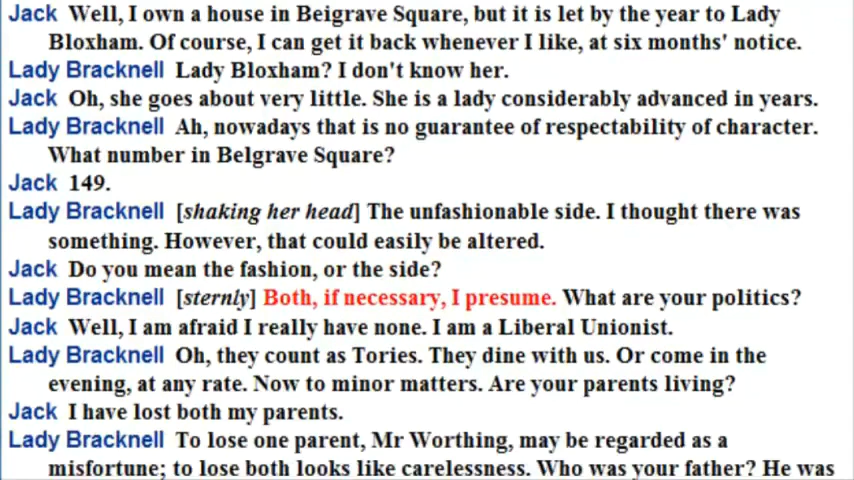 Jack Well, I own a house in Beigrave Square, but it is let by the year to Lady
Bloxham. Of course, I can get it back whenever I like, at six months' notice.
Lady Bracknell Lady Bloxham? I don't know her.
Jack Oh, she goes about very little. She is a lady considerably advanced in years.
Lady Bracknell Ah, nowadays that is no guarantee of respectability of character.
What number in Belgrave Square?
Jack 149.
Lady Bracknell [shaking her head] The unfashionable side. I thought there was
something. However, that could easily be altered.
Jack Do you mean the fashion, or the side?
Lady Bracknell [sternly] Both, if necessary, I presume. What are your politics?
Jack Well, I am afraid I really have none. I am a Liberal Unionist.
Lady Bracknell Oh, they count as Tories. They dine with us. Or come in the
evening, at any rate. Now to minor matters. Are your parents living?
Jack I have lost both my parents.
Lady Bracknell To lose one parent, Mr Worthing, may be regarded as a
misfortune; to lose both looks like carelessness. Who was your father? He was